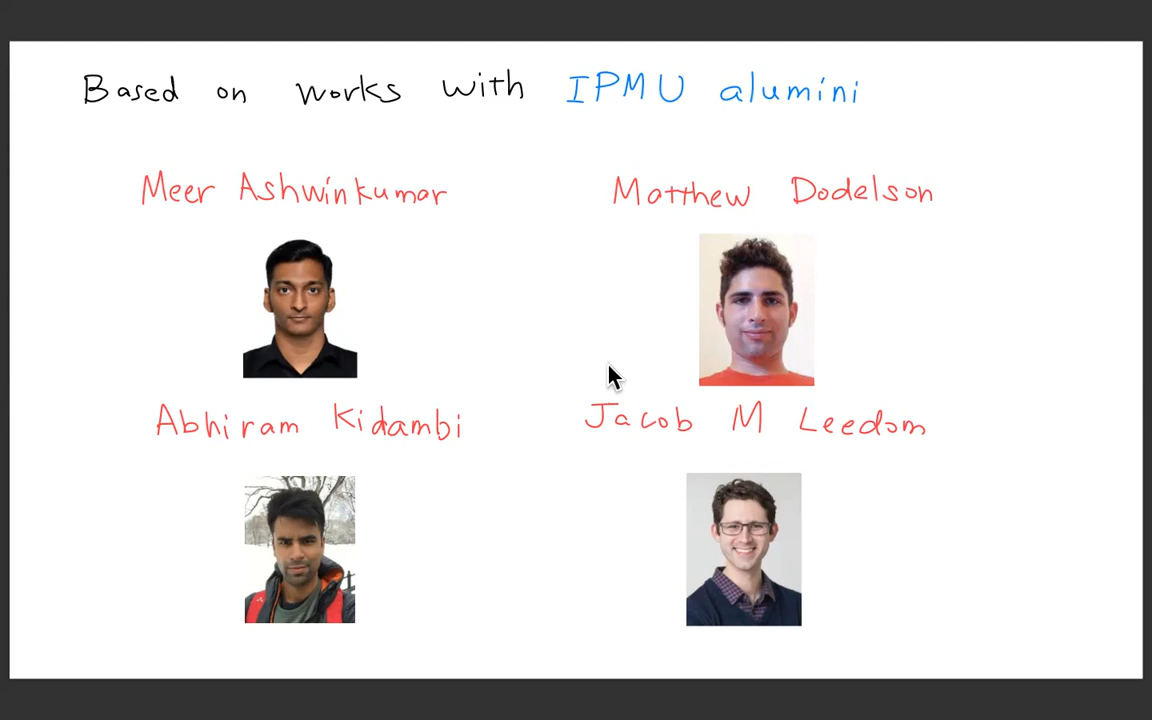 Based on works with IPMU alumini
Meer Ashwinkumar
Matthew Dodelson
Abhiram Kidambi
Jacob M Leedom